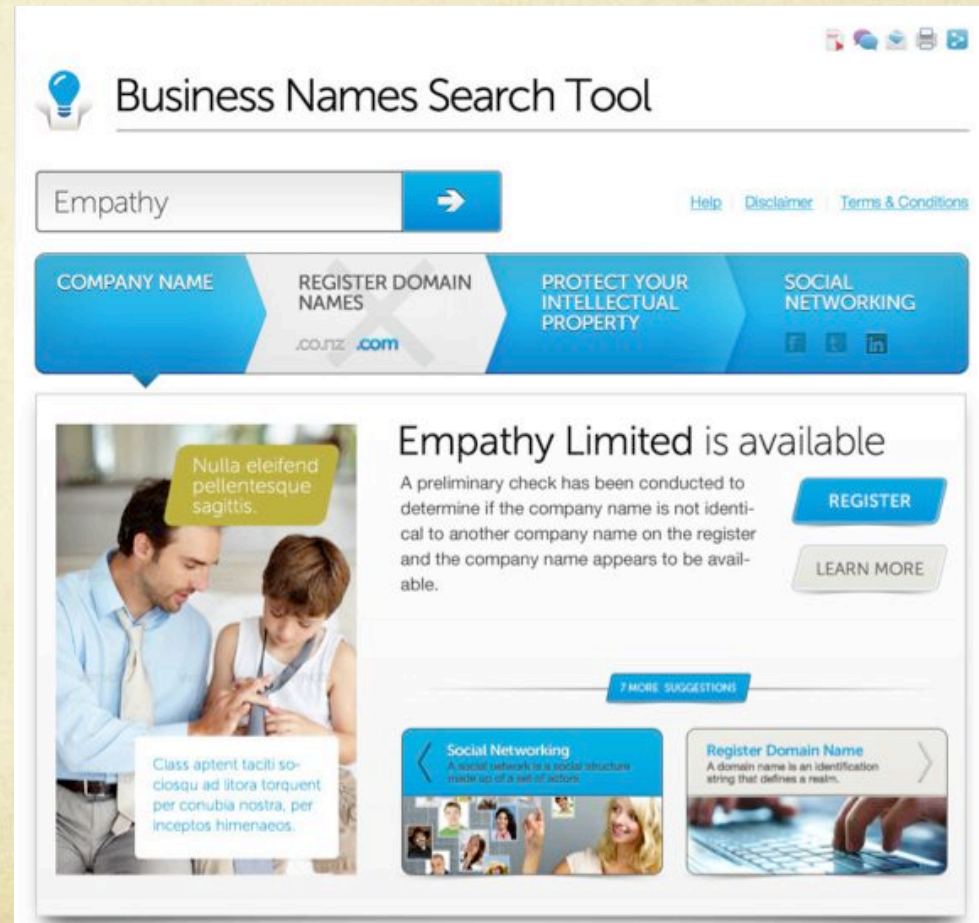 Business Names Search Tool
Empathy
Help Disclaimer Terms & Conditions
COMPANY NAME
REGISTER DOMAIN
NAMES
.co.nz .com
PROTECT YOUR
INTELLECTUAL
PROPERTY
SOCIAL
NETWORKING
f t in
Nulla eleifend
pellentesque
sagittis.
Class aptent taciti so-
ciosqu ad litora torquent
per conubia nostra, per
inceptos himenaeos.
Empathy Limited is available
A preliminary check has been conducted to
determine if the company name is not identi-
cal to another company name on the register
and the company name appears to be avail-
able.
REGISTER
LEARN MORE
7 MORE SUGGESTIONS
Social Networking
A social network is a social structure
made up of a set of actors
Register Domain Name
A domain name is an identification
string that defines a realm.